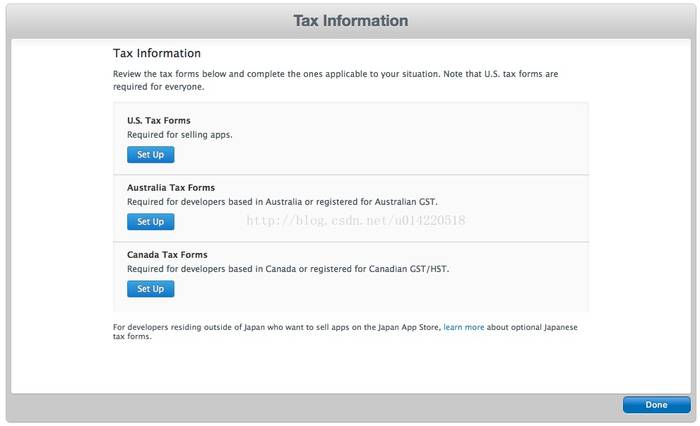 Tax Information
Tax Information
Review the tax forms below and complete the ones applicable to your situation. Note that U.S. tax forms are
required for everyone.
U.S. Tax Forms
Required for selling apps.
Set Up
Australia Tax Forms
Required for developers based in Australia or registered for Australian GST.
Set Up
http://blog.csdn.net/u014220518
Canada Tax Forms
Required for developers based in Canada or registered for Canadian GST/HST.
Set Up
For developers residing outside of Japan who want to sell apps on the Japan App Store, learn more about optional Japanese
tax forms.
Done